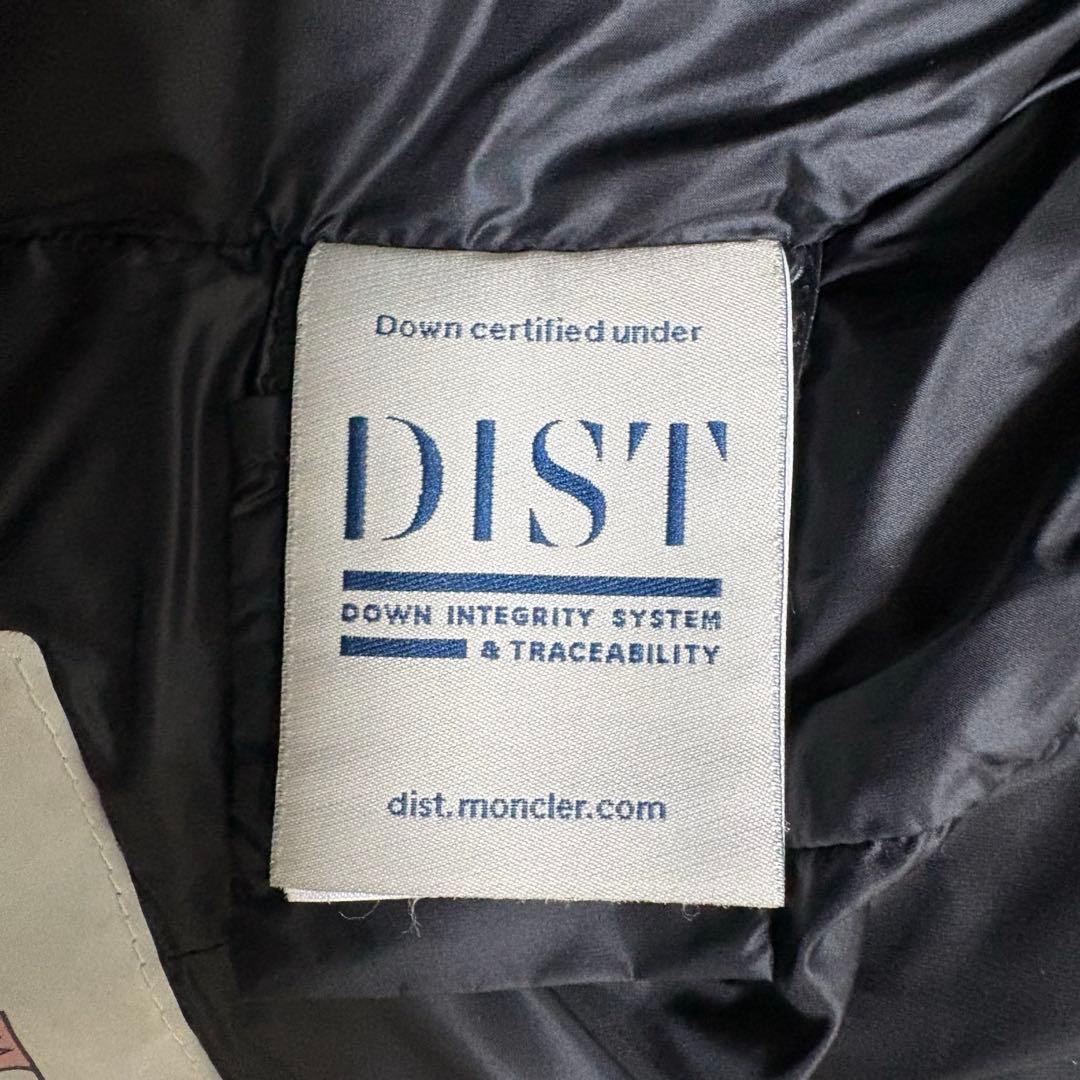 Down certified under
DIST
DOWN INTEGRITY SYSTEM
& TRACEABILITY
dist.moncler.com